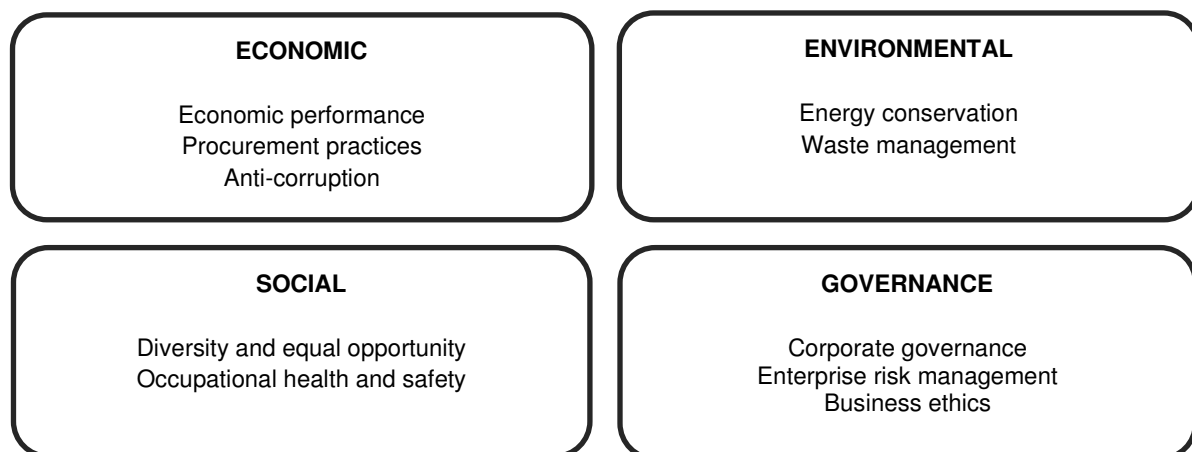 ECONOMIC
Economic performance
Procurement practices
Anti-corruption
ENVIRONMENTAL
Energy conservation
Waste management
SOCIAL
Diversity and equal opportunity
Occupational health and safety
GOVERNANCE
Corporate governance
Enterprise risk management
Business ethics